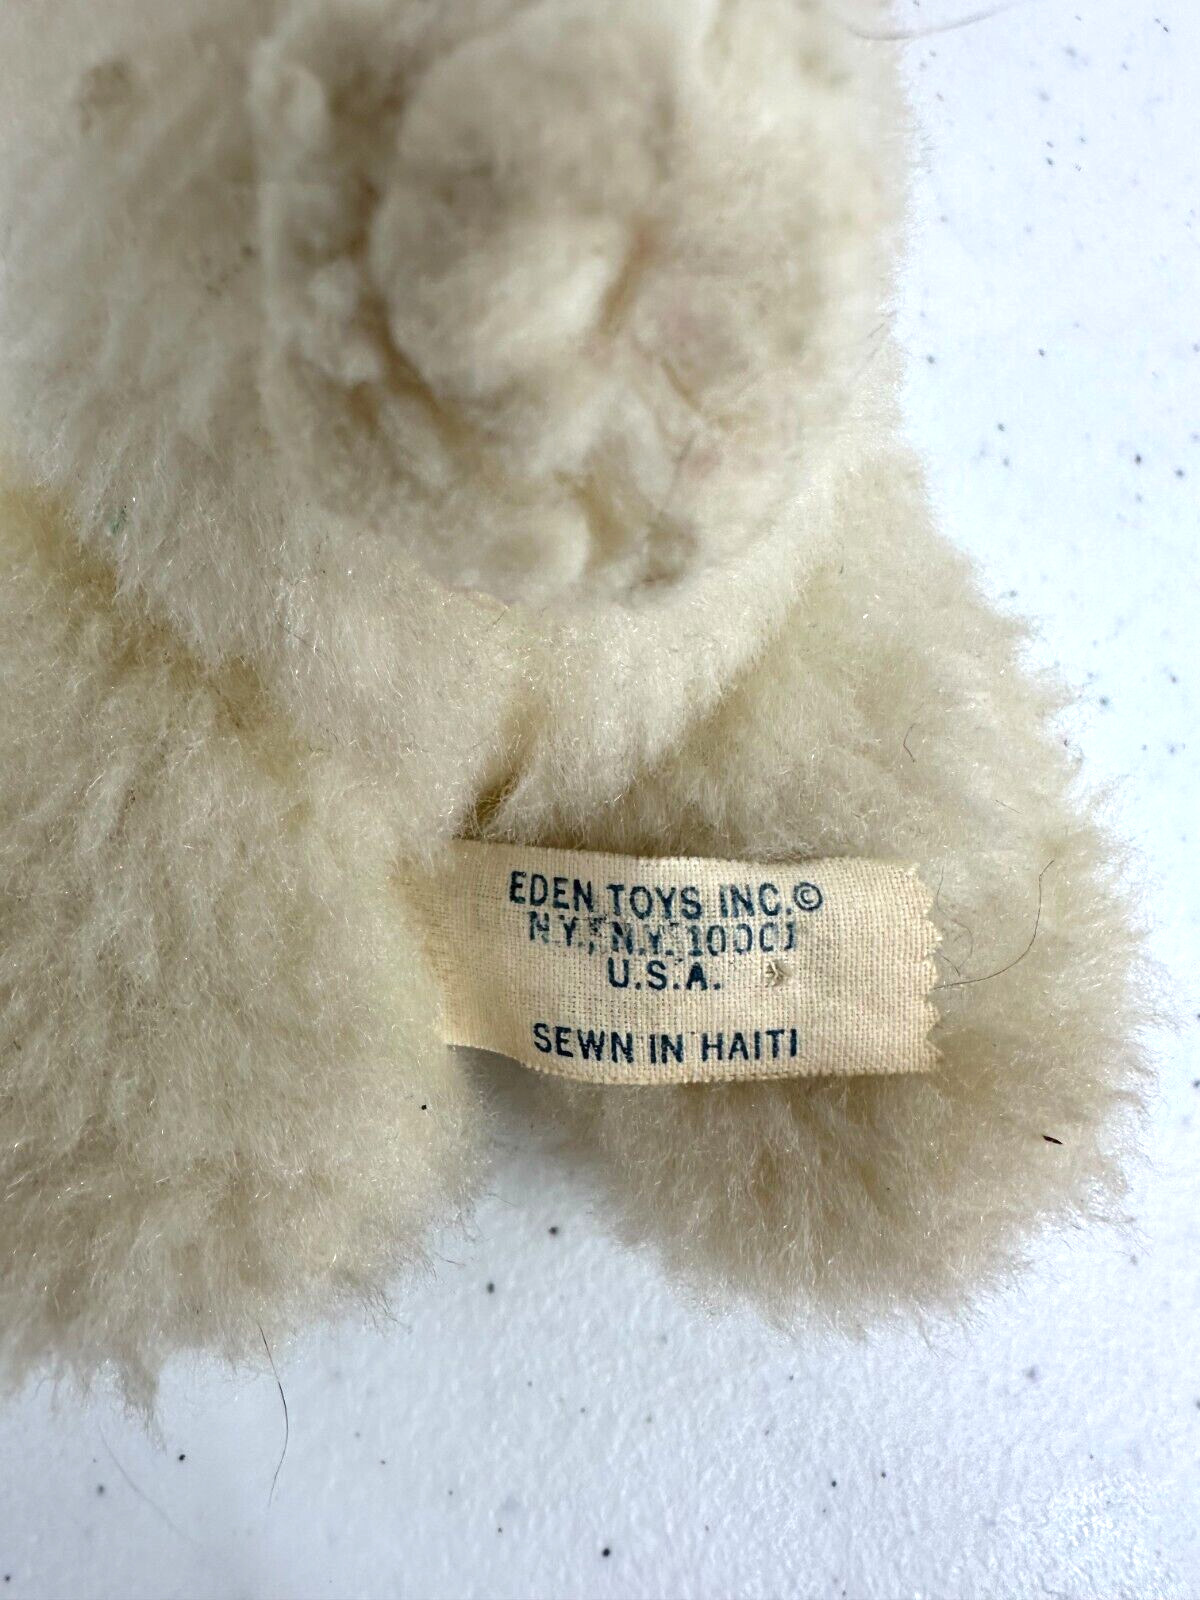 EDEN TOYS INC.©
N.Y., N.Y. 10001
U.S.A.
SEWN IN HAITI